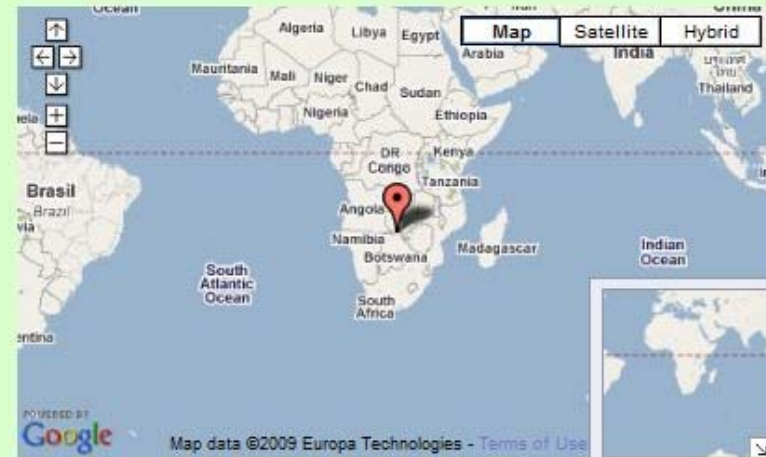 Ocean
Algeria
Libya
Egypt
Map
Satellite
Hybrid
Arabia
India
Mauritania
Mali
Niger
Chad
Sudan
Thailand
Nigeria
Ethiopia
DR
Congo
Kenya
Brasil
Brazil
Tanzania
Angola
Namibia
Botswana
Madagascar
Indian
Ocean
South
Atlantic
Ocean
South
Africa
POWERED BY
Google
Map data ©2009 Europa Technologies - Terms of Use